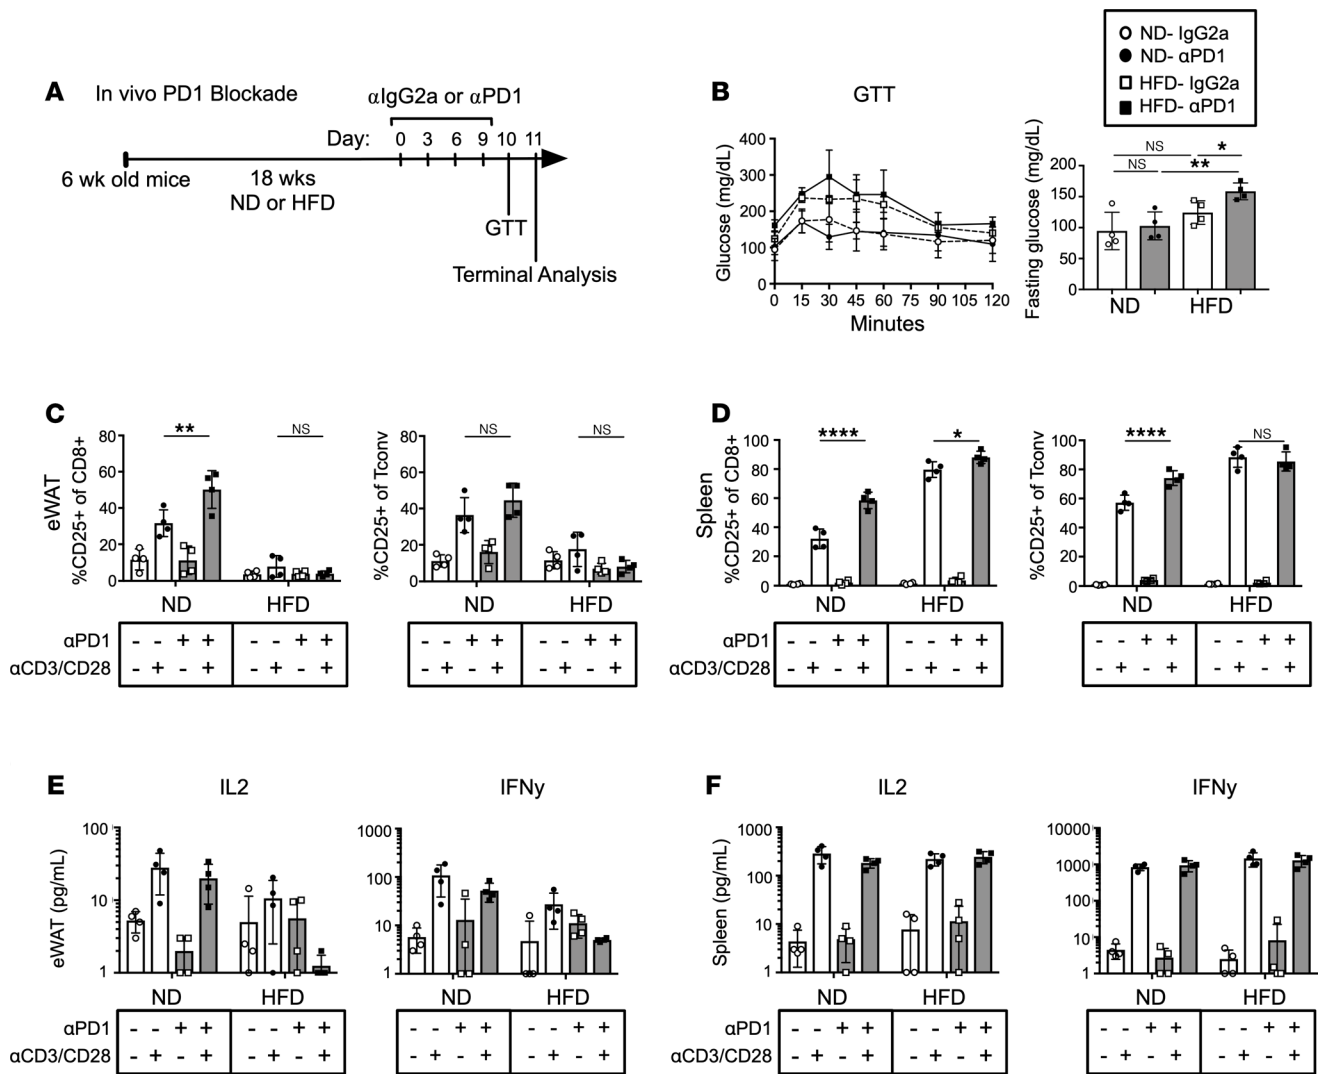 A In vivo PD1 Blockade
αIgG2a or αPD1
Day: 0 3 6 9 10 11
6 wk old mice
18 wks
ND or HFD
GTT
Terminal Analysis
B GTT
ND- IgG2a
ND- αPD1
HFD- IgG2a
HFD- αPD1
Glucose (mg/dL)
400
300
200
100
0
0 15 30 45 60 75 90 105 120
Minutes
Fasting glucose (mg/dL)
200
150
100
50
0
NS *
NS **
ND HFD
C
eWAT
%CD25+ of CD8+
80
60
40
20
0
** NS
ND HFD
%CD25+ of Tconv
80
60
40
20
0
NS NS
ND HFD
αPD1 - - + + - - + + - - + + - - + +
αCD3/CD28 - + - + - + - + - + - + - + - +
D
Spleen
%CD25+ of CD8+
100
80
60
40
20
0
**** *
ND HFD
%CD25+ of Tconv
100
80
60
40
20
0
**** NS
ND HFD
αPD1 - - + + - - + + - - + + - - + +
αCD3/CD28 - + - + - + - + - + - + - + - +
E IL2 IFNy
eWAT (pg/mL)
100
10
1
ND HFD
1000
100
10
1
ND HFD
αPD1 - - + + - - + + - - + + - - + +
αCD3/CD28 - + - + - + - + - + - + - + - +
F IL2 IFNy
Spleen (pg/mL)
1000
100
10
1
ND HFD
10000
1000
100
10
1
ND HFD
αPD1 - - + + - - + + - - + + - - + +
αCD3/CD28 - + - + - + - + - + - + - + - +